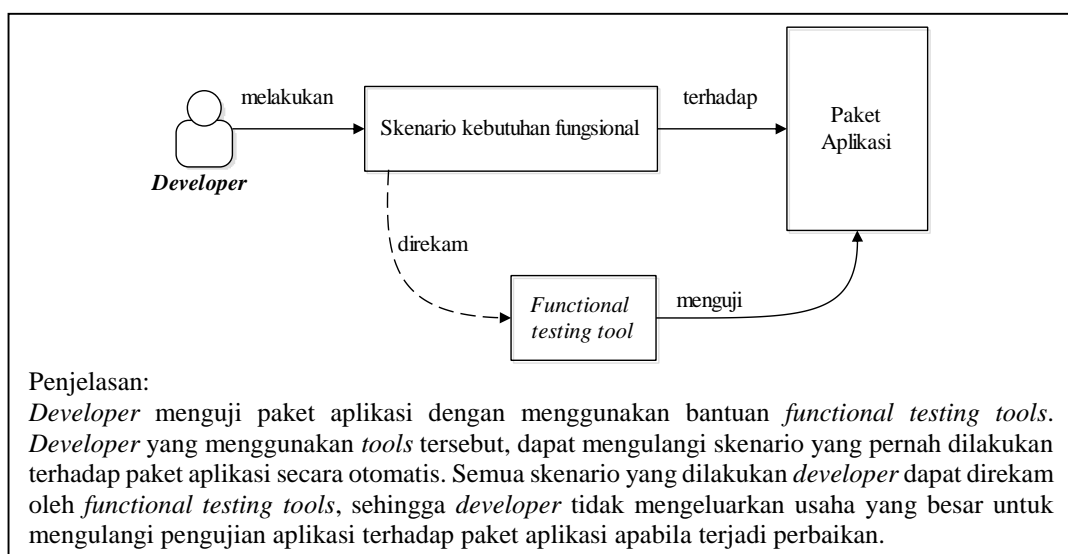 melakukan
terhadap
Skenario kebutuhan fungsional
Paket
Aplikasi
Developer
direkam
Functional
testing tool
menguji
Penjelasan:
Developer menguji paket aplikasi dengan menggunakan bantuan functional testing tools.
Developer yang menggunakan tools tersebut, dapat mengulangi skenario yang pernah dilakukan
terhadap paket aplikasi secara otomatis. Semua skenario yang dilakukan developer dapat direkam
oleh functional testing tools, sehingga developer tidak mengeluarkan usaha yang besar untuk
mengulangi pengujian aplikasi terhadap paket aplikasi apabila terjadi perbaikan.